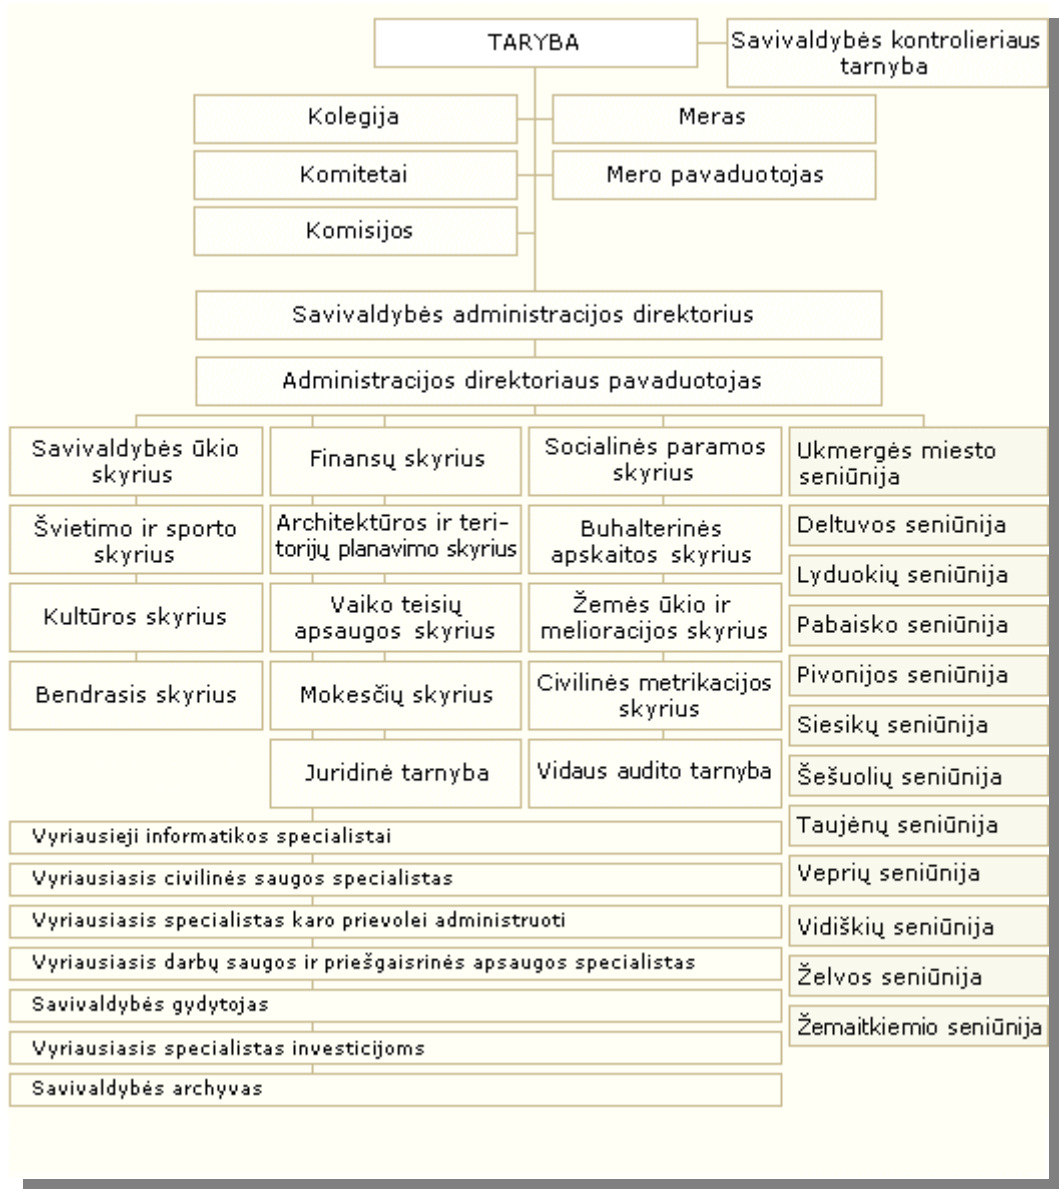 TARYBA
Savivaldybės kontrolieriaus
tarnyba
Kolegija
Meras
Komitetai
Mero pavaduotojas
Komisijos
Savivaldybės administracijos direktorius
Administracijos direktoriaus pavaduotojas
Savivaldybės ūkio
skyrius
Švietimo ir sporto
skyrius
Kultūros skyrius
Bendrasis skyrius
Finansų skyrius
Architektūros ir teri-
torijų planavimo skyrius
Vaiko teisių
apsaugos skyrius
Mokesčių skyrius
Juridinė tarnyba
Socialinės paramos
skyrius
Buhalterinės
apskaitos skyrius
Žemės ūkio ir
melioracijos skyrius
Civilinės metrikacijos
skyrius
Vidaus audito tarnyba
Vyriausieji informatikos specialistai
Vyriausiasis civilinės saugos specialistas
Vyriausiasis specialistas karo prievolei administruoti
Vyriausiasis darbų saugos ir priešgaisrinės apsaugos specialistas
Savivaldybės gydytojas
Vyriausiasis specialistas investicijoms
Savivaldybės archyvas
Ukmergės miesto
seniūnija
Deltuvos seniūnija
Lyduokių seniūnija
Pabaisko seniūnija
Pivonijos seniūnija
Siesikų seniūnija
Šešuolių seniūnija
Taujėnų seniūnija
Veprių seniūnija
Vidiškių seniūnija
Želvos seniūnija
Žemaitkiemio seniūnija